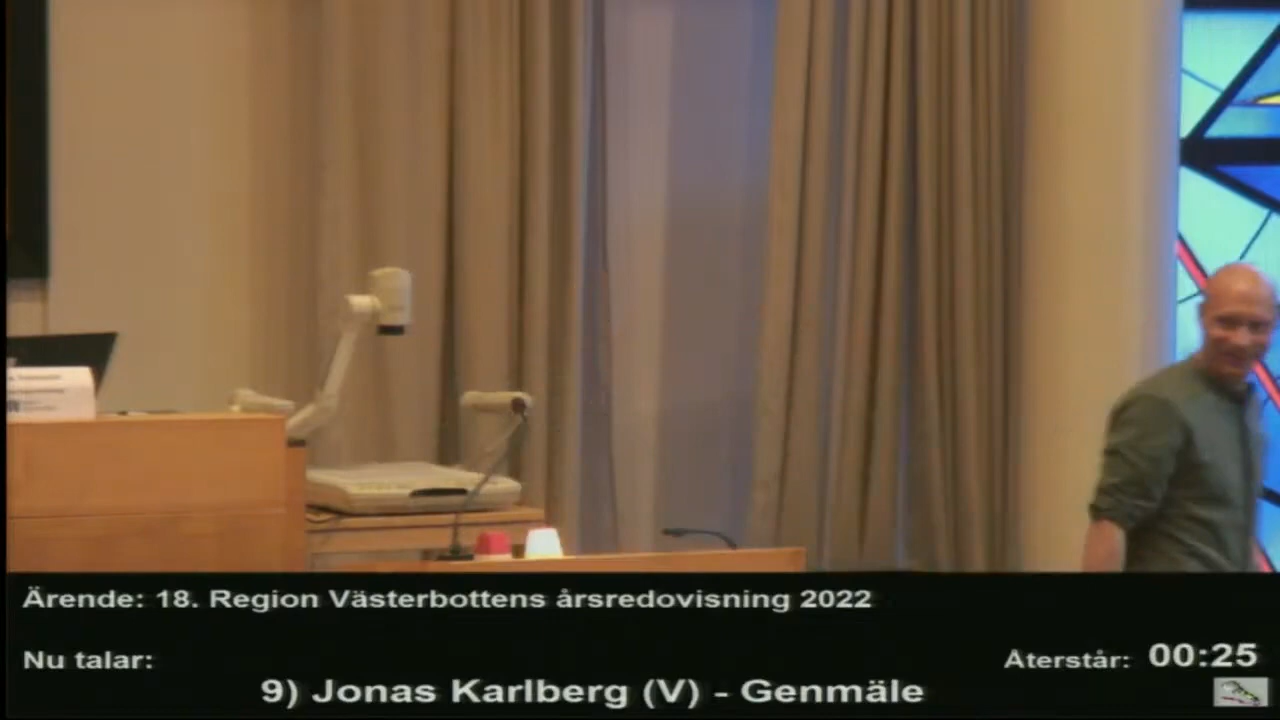 Ärende: 18. Region Västerbottens årsredovisning 2022
Nu talar:
Återstår: 00:25
9) Jonas Karlberg (V) - Genmäle